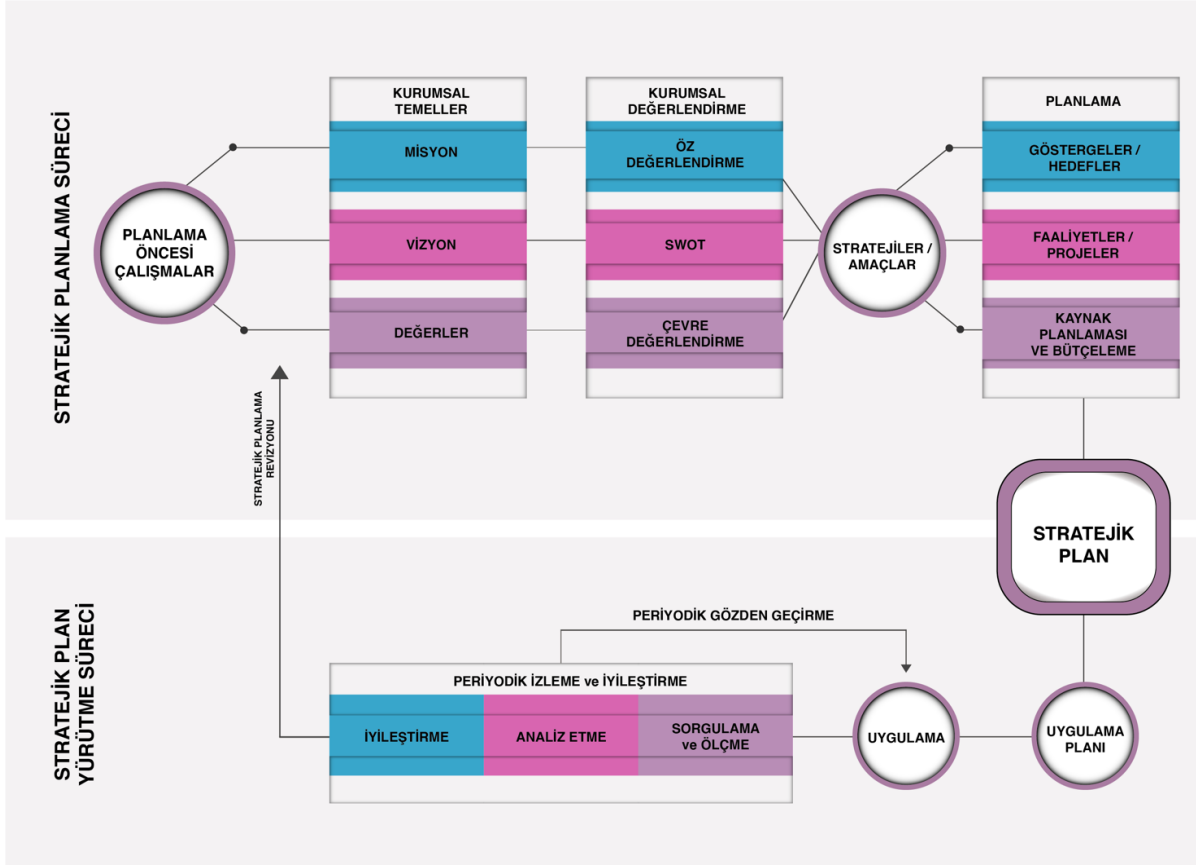 STRATEJİK PLANLAMA SÜRECİ
PLANLAMA
ÖNCESİ
ÇALIŞMALAR
KURUMSAL
TEMELLER
MİSYON
VİZYON
DEĞERLER
KURUMSAL
DEĞERLENDİRME
ÖZ
DEĞERLENDİRME
SWOT
ÇEVRE
DEĞERLENDİRME
STRATEJİLER /
AMAÇLAR
PLANLAMA
GÖSTERGELER /
HEDEFLER
FAALİYETLER /
PROJELER
KAYNAK
PLANLAMASI
VE BÜTÇELEME
STRATEJİK PLANLAMA
REVİZYONU
STRATEJİK
PLAN
STRATEJİK PLAN
YÜRÜTME SÜRECİ
PERİYODİK GÖZDEN GEÇİRME
PERİYODİK İZLEME ve İYİLEŞTİRME
İYİLEŞTİRME
ANALİZ ETME
SORGULAMA
ve ÖLÇME
UYGULAMA
UYGULAMA
PLANI